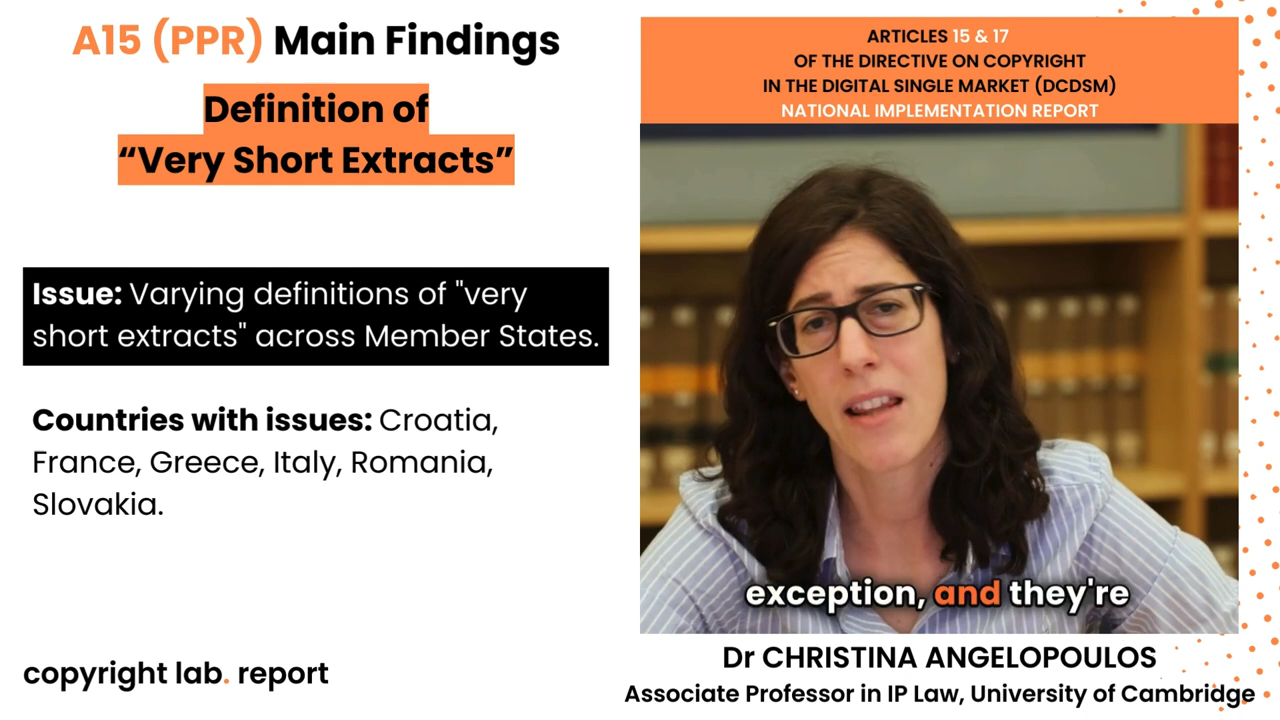 A15 (PPR) Main Findings
Definition of
“Very Short Extracts”
Issue: Varying definitions of "very
short extracts" across Member States.
Countries with issues: Croatia,
France, Greece, Italy, Romania,
Slovakia.
copyright lab. report
ARTICLES 15 & 17
OF THE DIRECTIVE ON COPYRIGHT
IN THE DIGITAL SINGLE MARKET (DCDSM)
NATIONAL IMPLEMENTATION REPORT
exception, and they're
Dr CHRISTINA ANGELOPOULOS
Associate Professor in IP Law, University of Cambridge